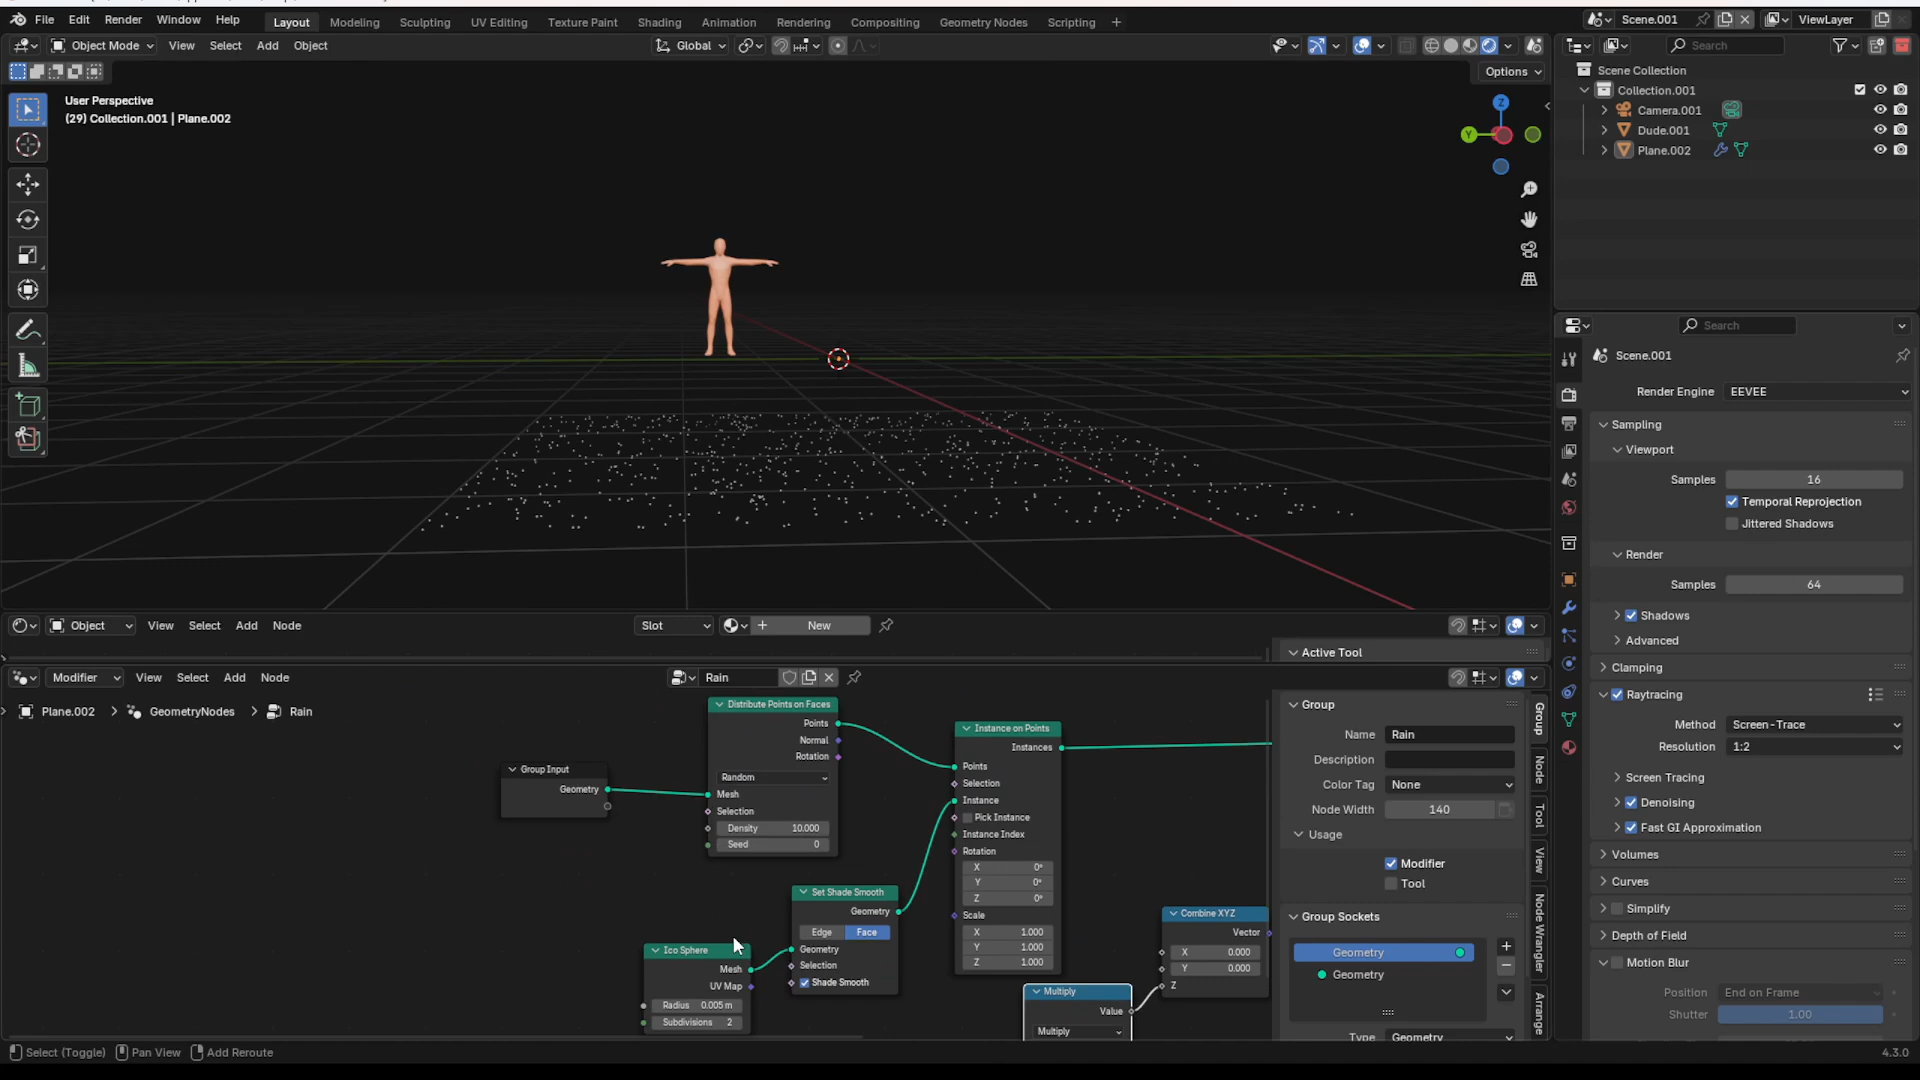 File Edit Render Window Help
Layout Modeling Sculpting UV Editing Texture Paint Shading Animation Rendering Compositing Geometry Nodes Scripting +
Scene.001
ViewLayer
Object Mode View Select Add Object
Global
Options
User Perspective
(29) Collection.001 | Plane.002
Z
Y
Search
Scene Collection
Collection.001
Camera.001
Dude.001
Plane.002
Search
Scene.001
Render Engine EEVEE
Sampling
Viewport
Samples 16
Temporal Reprojection
Jittered Shadows
Render
Samples 64
Shadows
Advanced
Clamping
Raytracing
Method Screen-Trace
Resolution 1:2
Screen Tracing
Denoising
Fast GI Approximation
Volumes
Curves
Simplify
Depth of Field
Motion Blur
Position End on Frame
Shutter 1.00
Object View Select Add Node
Slot
New
Active Tool
Modifier View Select Add Node
Rain
Plane.002 > GeometryNodes > Rain
Group Input
Geometry
Distribute Points on Faces
Points
Normal
Rotation
Random
Mesh
Selection
Density 10.000
Seed 0
Instance on Points
Instances
Points
Selection
Instance
Pick Instance
Instance Index
Rotation
X 0°
Y 0°
Z 0°
Scale
X 1.000
Y 1.000
Z 1.000
Set Shade Smooth
Geometry
Edge Face
Geometry
Selection
Shade Smooth
Ico Sphere
Mesh
UV Map
Radius 0.005 m
Subdivisions 2
Combine XYZ
Vector
X 0.000
Y 0.000
Z
Multiply
Value
Multiply
Group
Name Rain
Description
Color Tag None
Node Width 140
Usage
Modifier
Tool
Group Sockets
Geometry
Geometry
Type Geometry
Group
Node
Tool
View
Node Wrangler
Arrange
Select (Toggle) Pan View Add Reroute
4.3.0